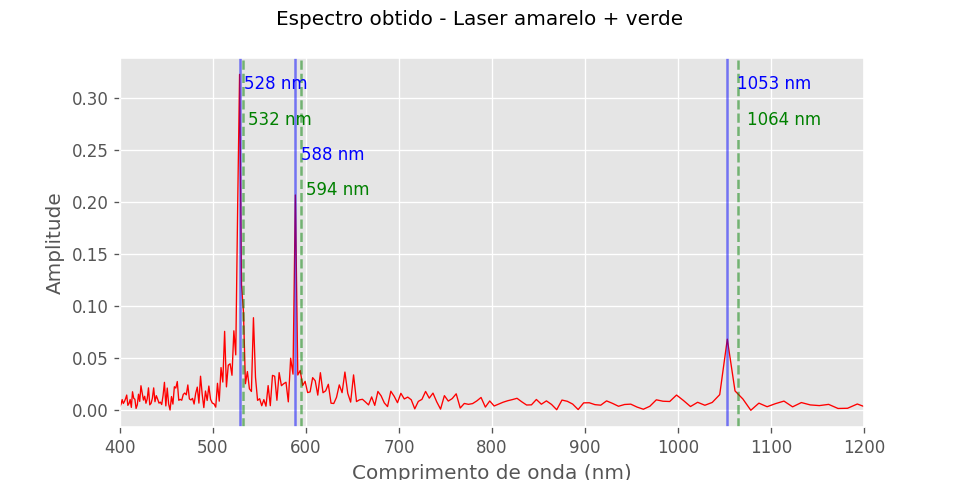 Espectro obtido - Laser amarelo + verde
528 nm
1053 nm
532 nm
1064 nm
588 nm
594 nm
Amplitude
0.30
0.25
0.20
0.15
0.10
0.05
0.00
400 500 600 700 800 900 1000 1100 1200
Comprimento de onda (nm)